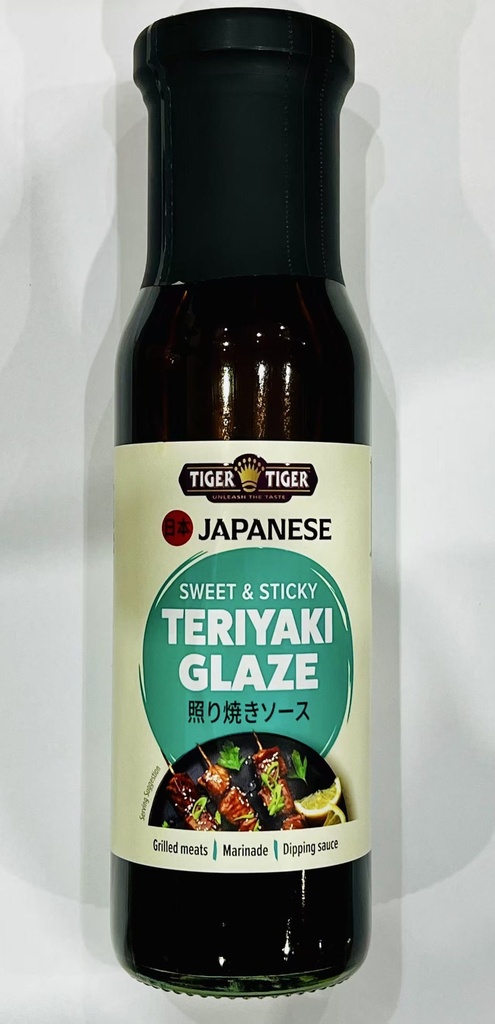 TIGER TIGER
UNLEASH THE TASTE
日本 JAPANESE
SWEET & STICKY
TERIYAKI
GLAZE
照り焼きソース
Serving Suggestion
Grilled meats | Marinade | Dipping sauce